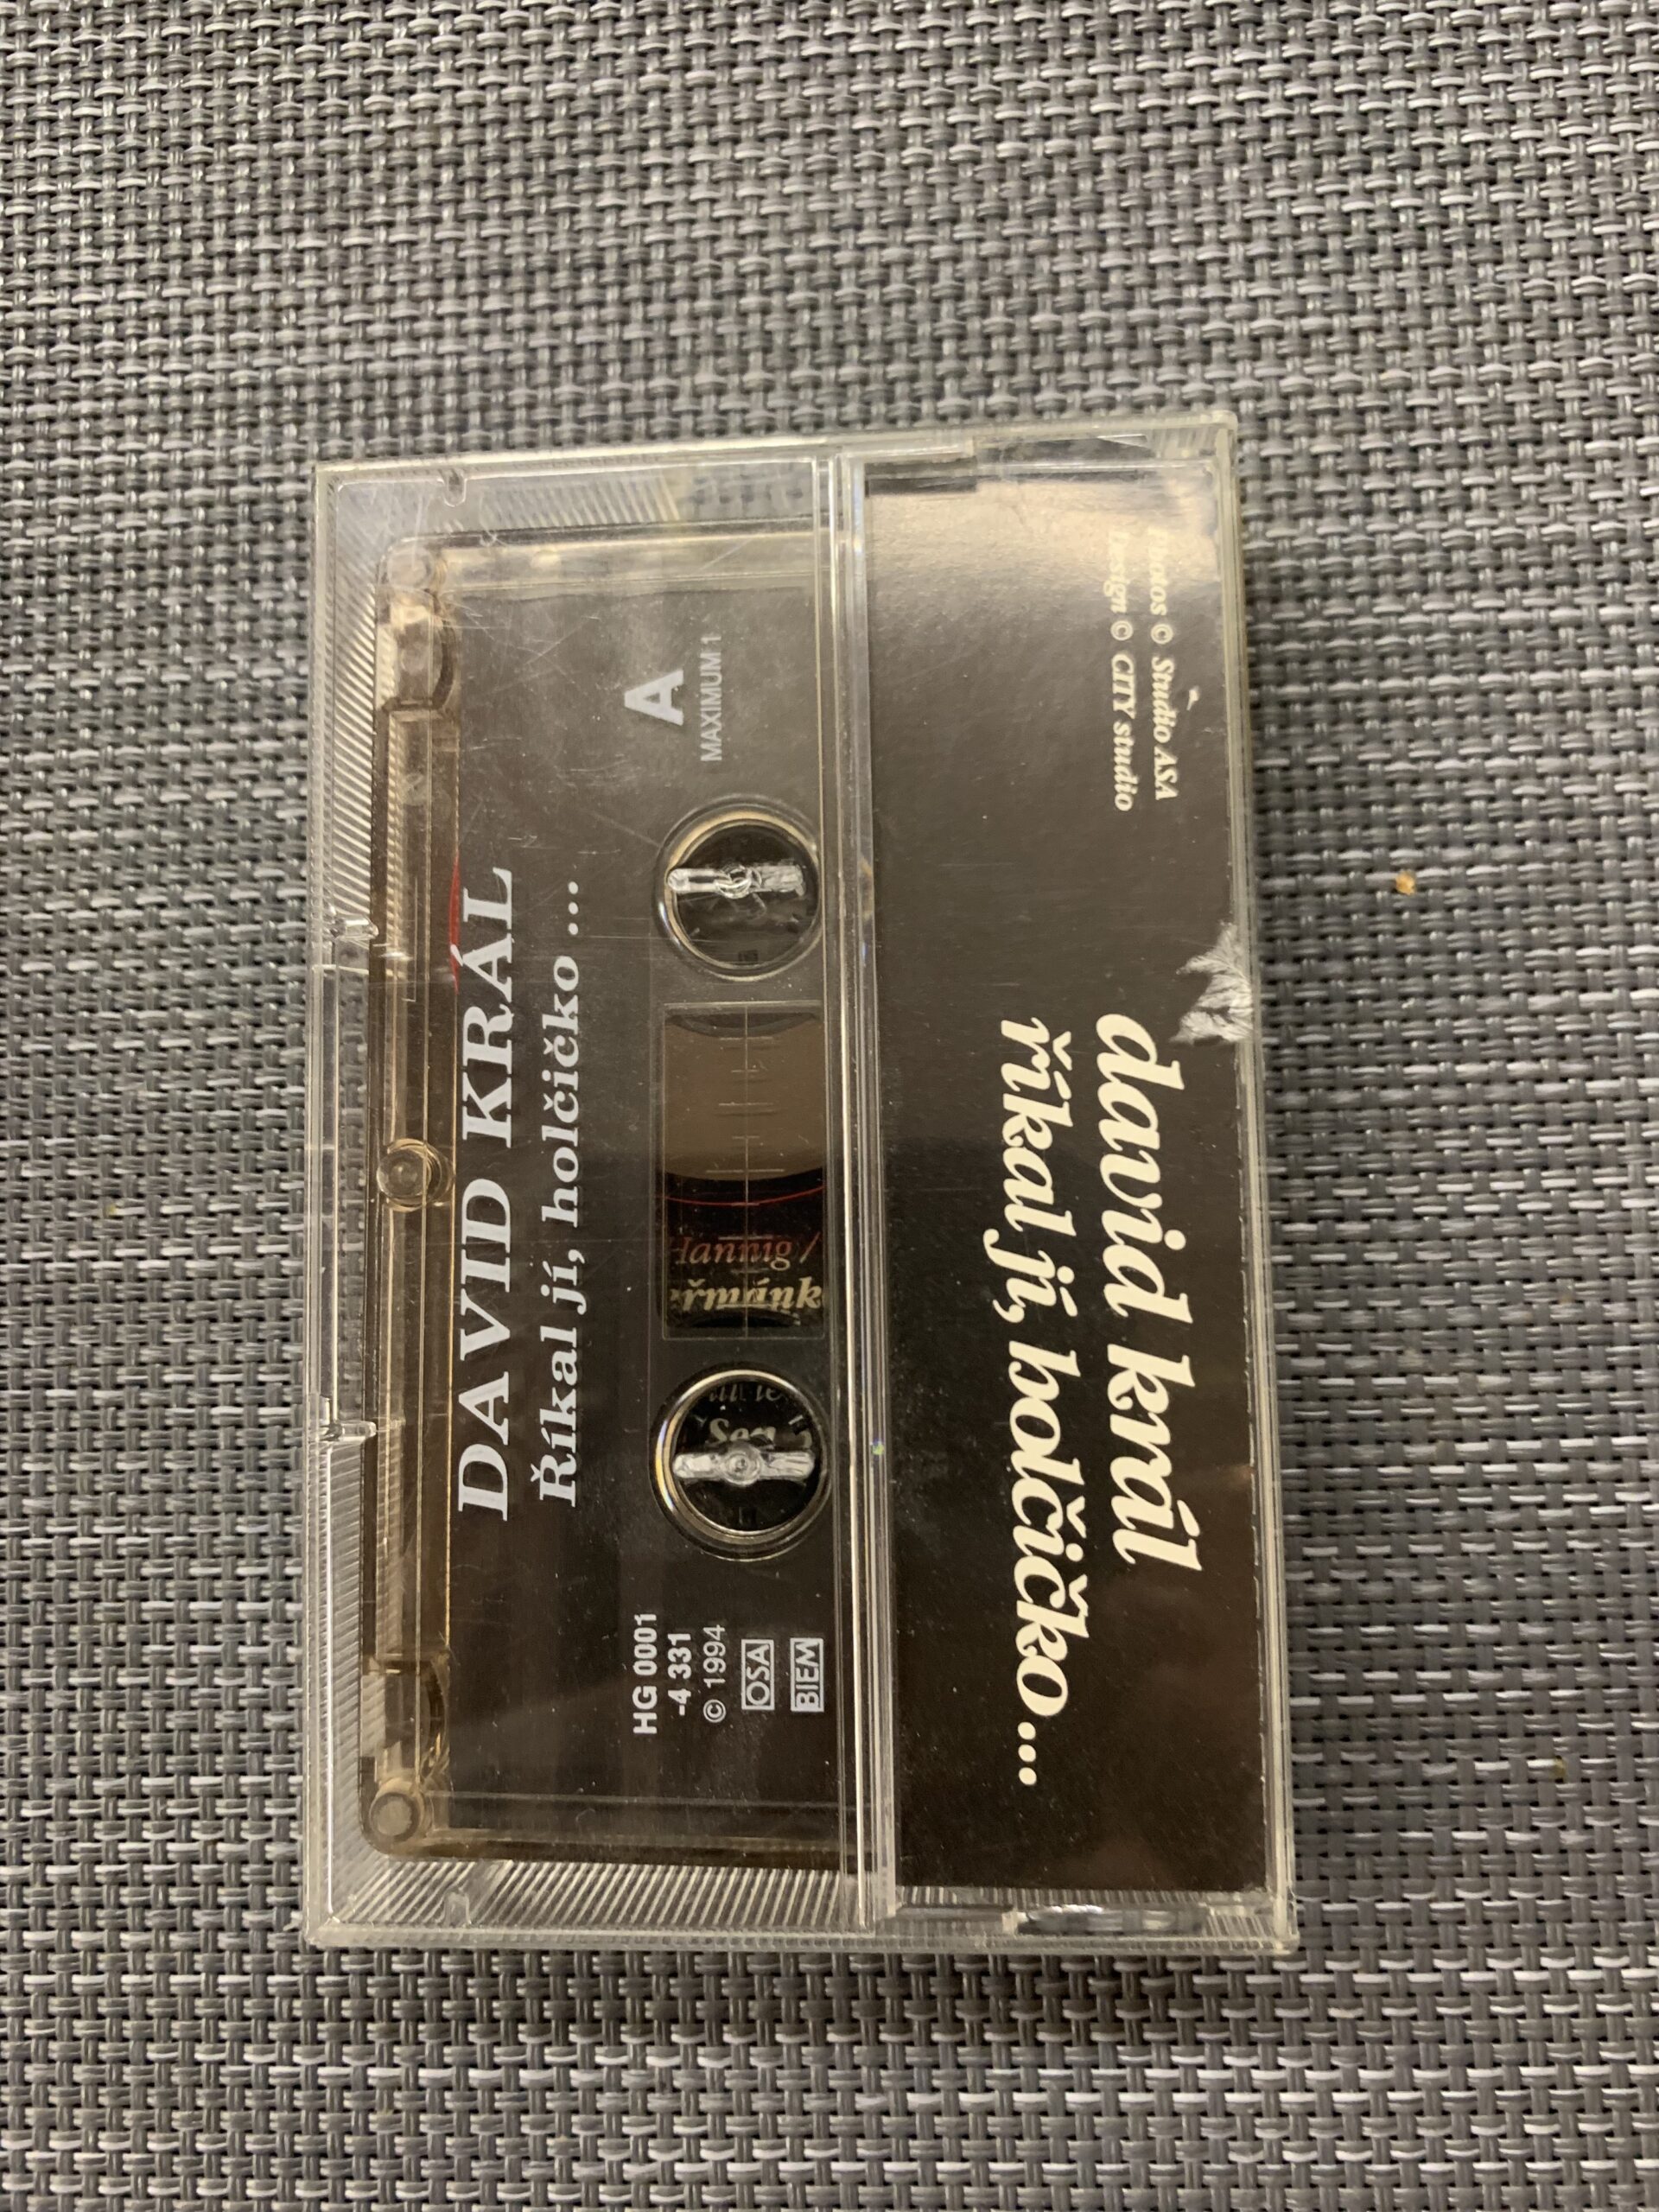 DAVID KRÁL
Říkal jí, holčičko ...
A
MAXIMUM 1
HG 0001
-4 331
© 1994
OSA
BIEM
david král
říkal jí, holčičko...
© Studio ASA
Design © CITY studio